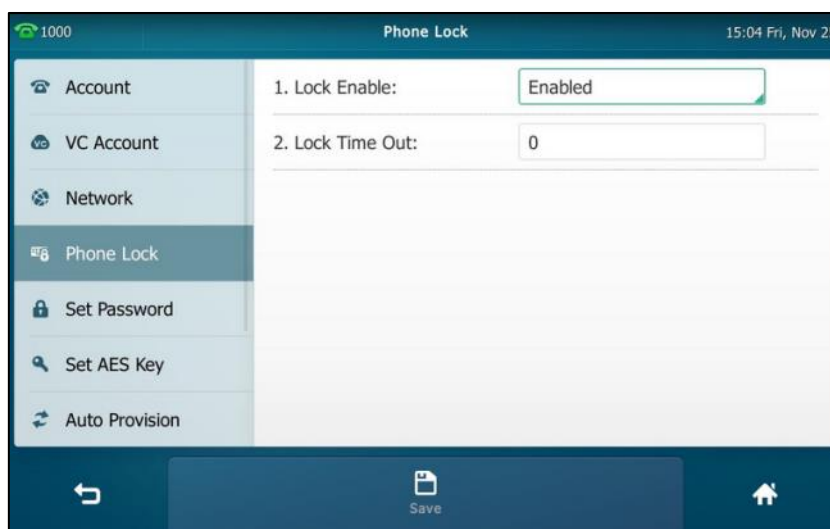 1000
Phone Lock
15:04 Fri, Nov 2
Account
VC Account
Network
Phone Lock
Set Password
Set AES Key
Auto Provision
1. Lock Enable: Enabled
2. Lock Time Out: 0
Save